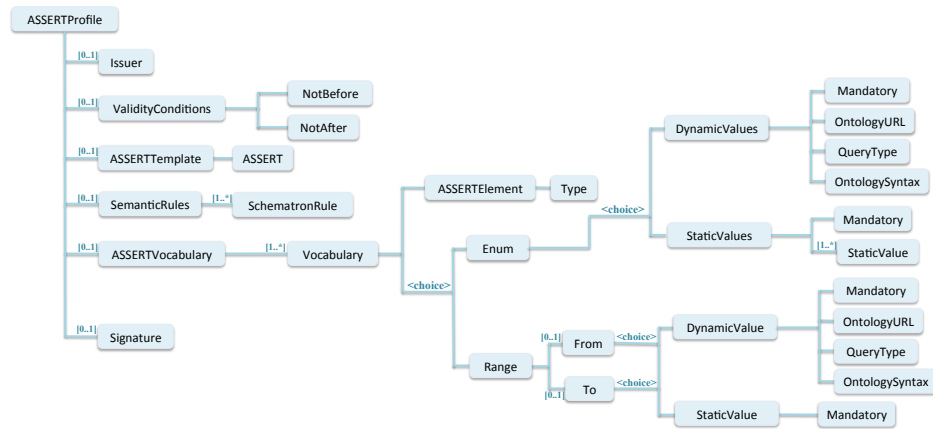 ASSERTProfile
[0..1]
Issuer
[0..1]
ValidityConditions
NotBefore
NotAfter
[0..1]
ASSERTTemplate
ASSERT
[0..1]
SemanticRules
[1..*]
SchematronRule
[0..1]
ASSERTVocabulary
[1..*]
Vocabulary
[0..1]
Signature
ASSERTElement
Type
<choice>
Enum
<choice>
DynamicValues
Mandatory
OntologyURL
QueryType
OntologySyntax
StaticValues
Mandatory
[1..*]
StaticValue
Range
[0..1]
From
<choice>
[0..1]
To
<choice>
DynamicValue
Mandatory
OntologyURL
QueryType
OntologySyntax
StaticValue
Mandatory